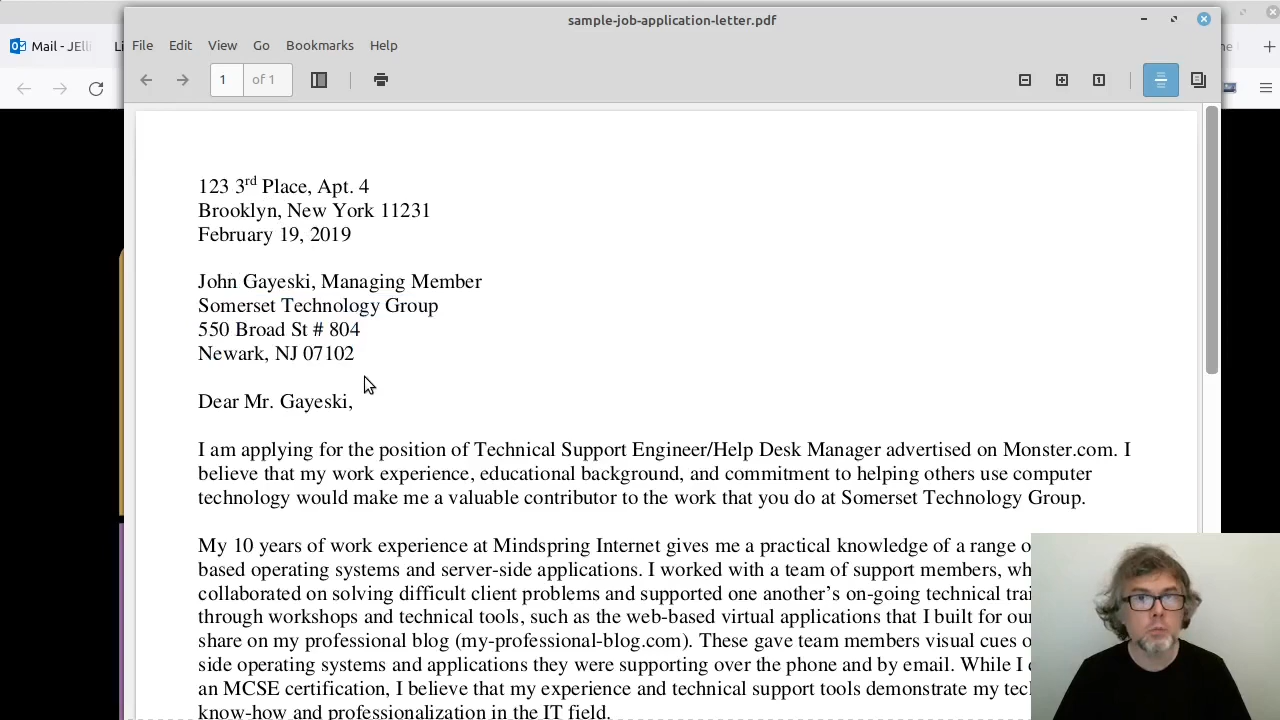 sample-job-application-letter.pdf
Mail - JElli
Li
File Edit View Go Bookmarks Help
1 of 1
123 3rd Place, Apt. 4
Brooklyn, New York 11231
February 19, 2019
John Gayeski, Managing Member
Somerset Technology Group
550 Broad St # 804
Newark, NJ 07102
Dear Mr. Gayeski,
I am applying for the position of Technical Support Engineer/Help Desk Manager advertised on Monster.com. I
believe that my work experience, educational background, and commitment to helping others use computer
technology would make me a valuable contributor to the work that you do at Somerset Technology Group.
My 10 years of work experience at Mindspring Internet gives me a practical knowledge of a range o
based operating systems and server-side applications. I worked with a team of support members, wh
collaborated on solving difficult client problems and supported one another's on-going technical trai
through workshops and technical tools, such as the web-based virtual applications that I built for our
share on my professional blog (my-professional-blog.com). These gave team members visual cues o
side operating systems and applications they were supporting over the phone and by email. While I
an MCSE certification, I believe that my experience and technical support tools demonstrate my tec
know-how and professionalization in the IT field.